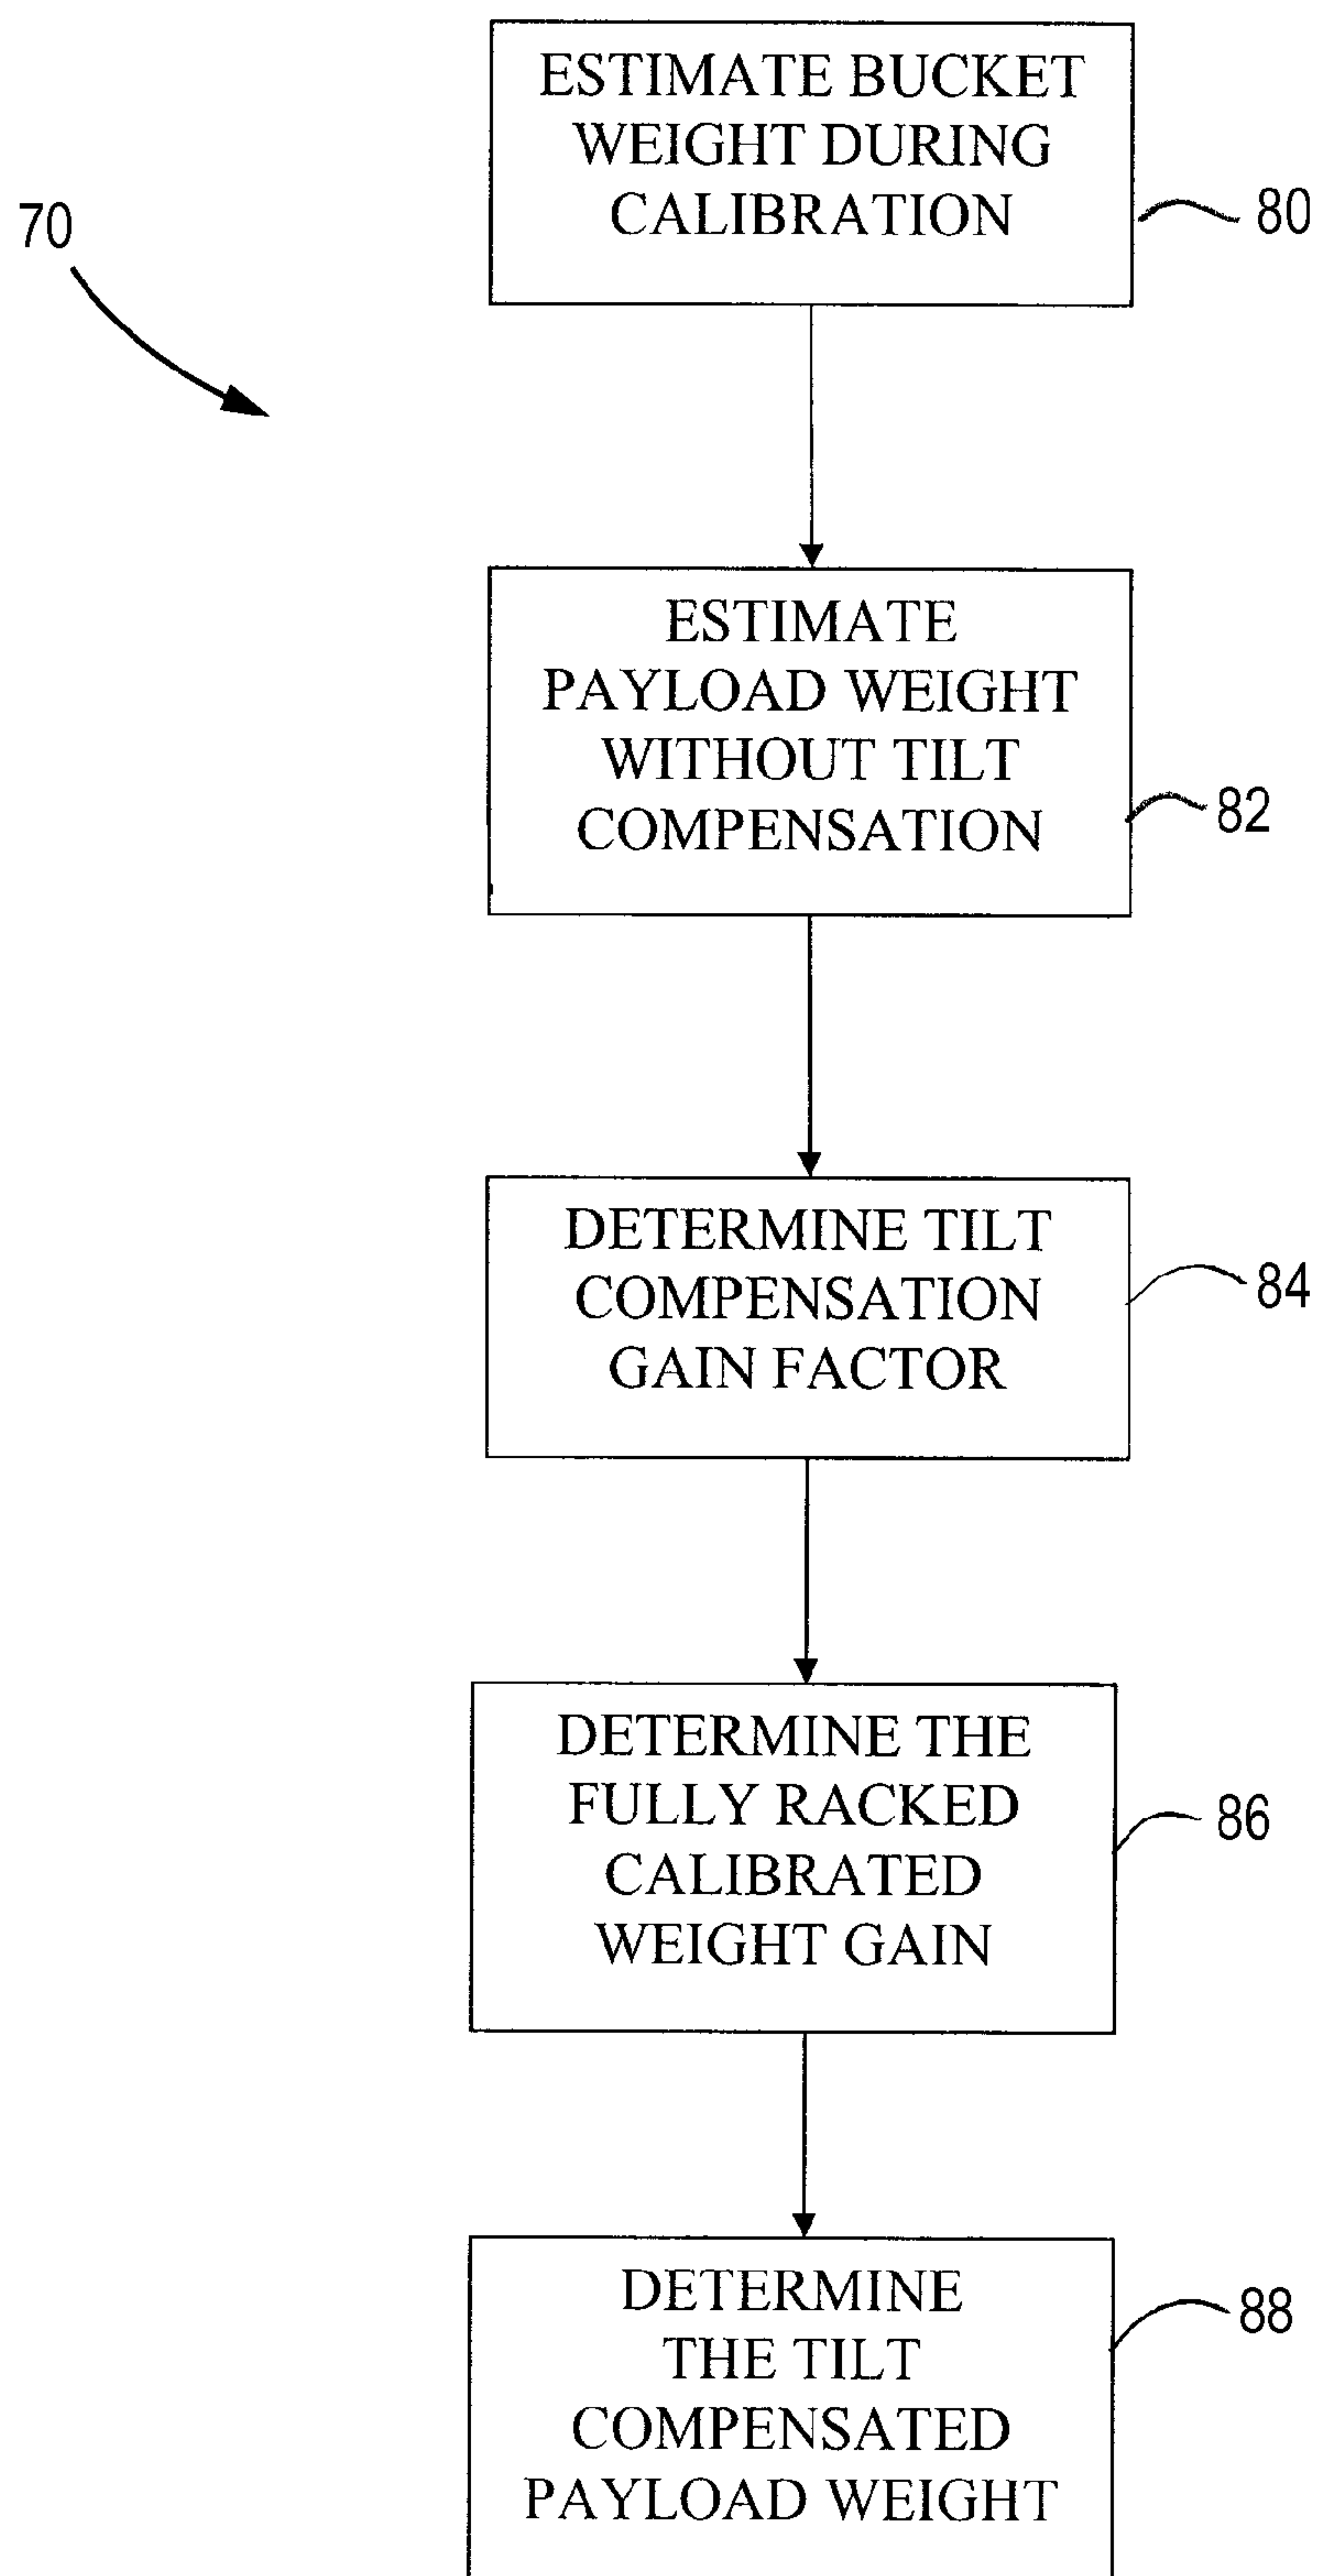 ESTIMATE BUCKET
WEIGHT DURING
CALIBRATION
80
70
ESTIMATE
PAYLOAD WEIGHT
WITHOUT TILT
COMPENSATION
82
DETERMINE TILT
COMPENSATION
GAIN FACTOR
84
DETERMINE THE
FULLY RACKED
CALIBRATED
WEIGHT GAIN
86
DETERMINE
THE TILT
COMPENSATED
PAYLOAD WEIGHT
88